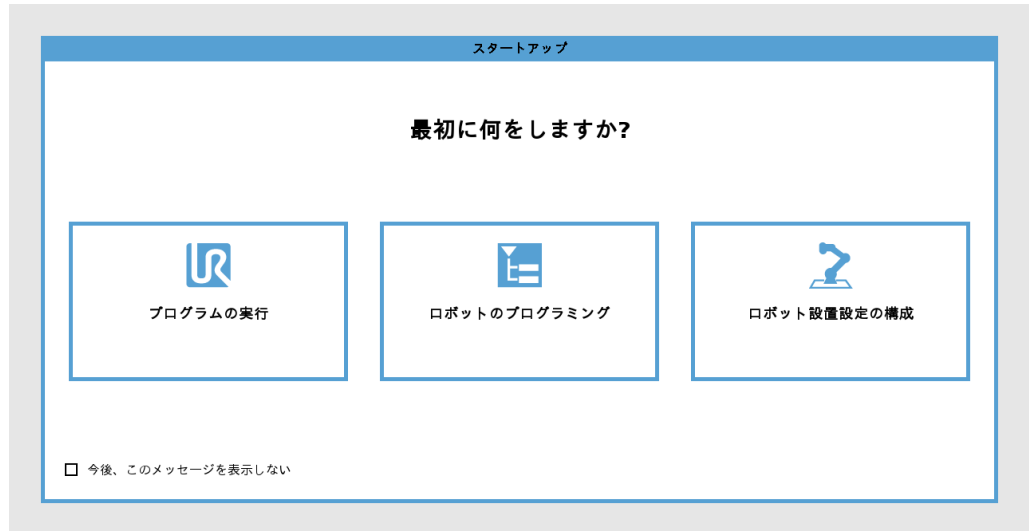 スタートアップ
最初に何をしますか?
UR
プログラムの実行
ロボットのプログラミング
ロボット設置設定の構成
今後、このメッセージを表示しない